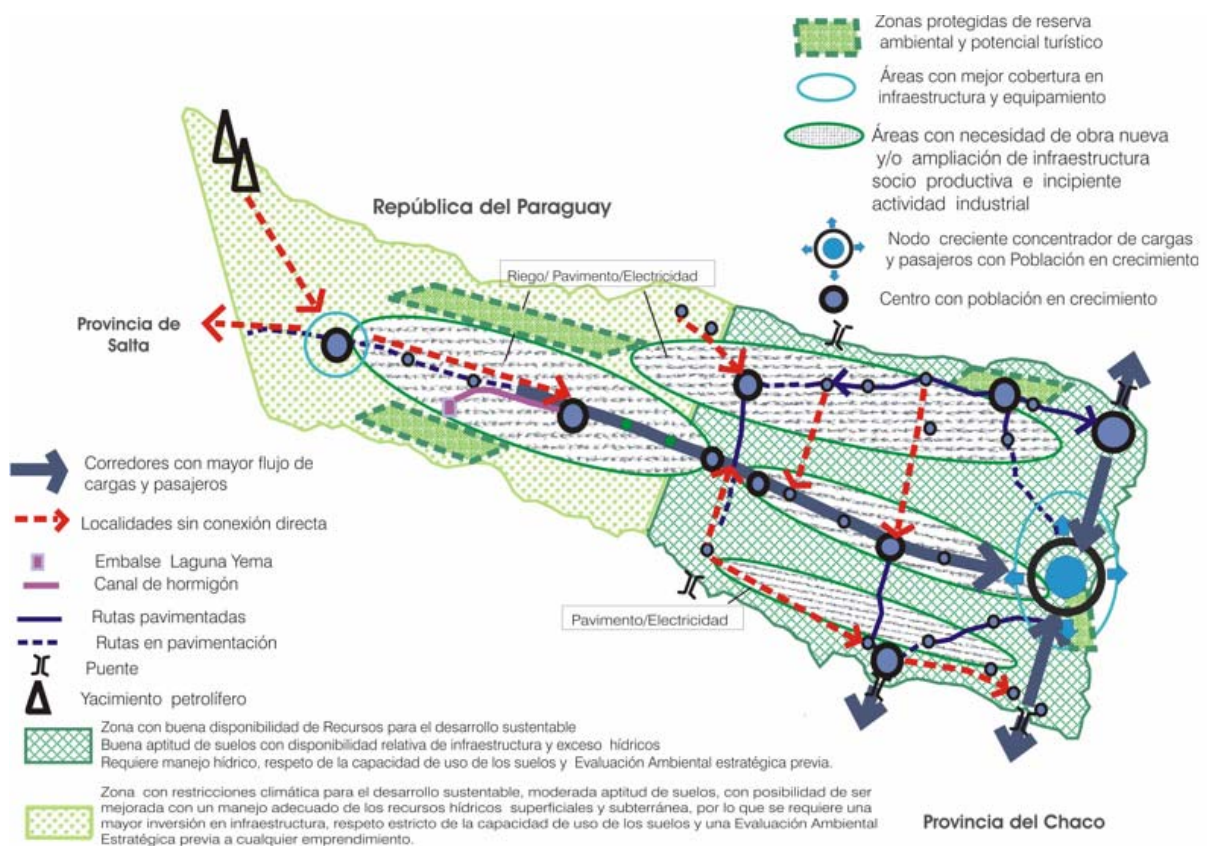 Zonas protegidas de reserva
ambiental y potencial turístico
Áreas con mejor cobertura en
infraestructura y equipamiento
Áreas con necesidad de obra nueva
y/o ampliación de infraestructura
socio productiva e incipiente
actividad industrial
República del Paraguay
Nodo creciente concentrador de cargas
y pasajeros con Población en crecimiento
Riego/ Pavimento/Electricidad
Centro con población en crecimiento
Provincia de
Salta
Corredores con mayor flujo de
cargas y pasajeros
Localidades sin conexión directa
Embalse Laguna Yema
Canal de hormigón
Rutas pavimentadas
Pavimento/Electricidad
Rutas en pavimentación
Puente
Yacimiento petrolífero
Zona con buena disponibilidad de Recursos para el desarrollo sustentable
Buena aptitud de suelos con disponibilidad relativa de infraestructura y exceso hídricos
Requiere manejo hídrico, respeto de la capacidad de uso de los suelos y Evaluación Ambiental estratégica previa.
Zona con restricciones climática para el desarrollo sustentable, moderada aptitud de suelos, con posibilidad de ser
mejorada con un manejo adecuado de los recursos hídricos superficiales y subterránea, por lo que se requiere una
mayor inversión en infraestructura, respeto estricto de la capacidad de uso de los suelos y una Evaluación Ambiental
Estratégica previa a cualquier emprendimiento.
Provincia del Chaco